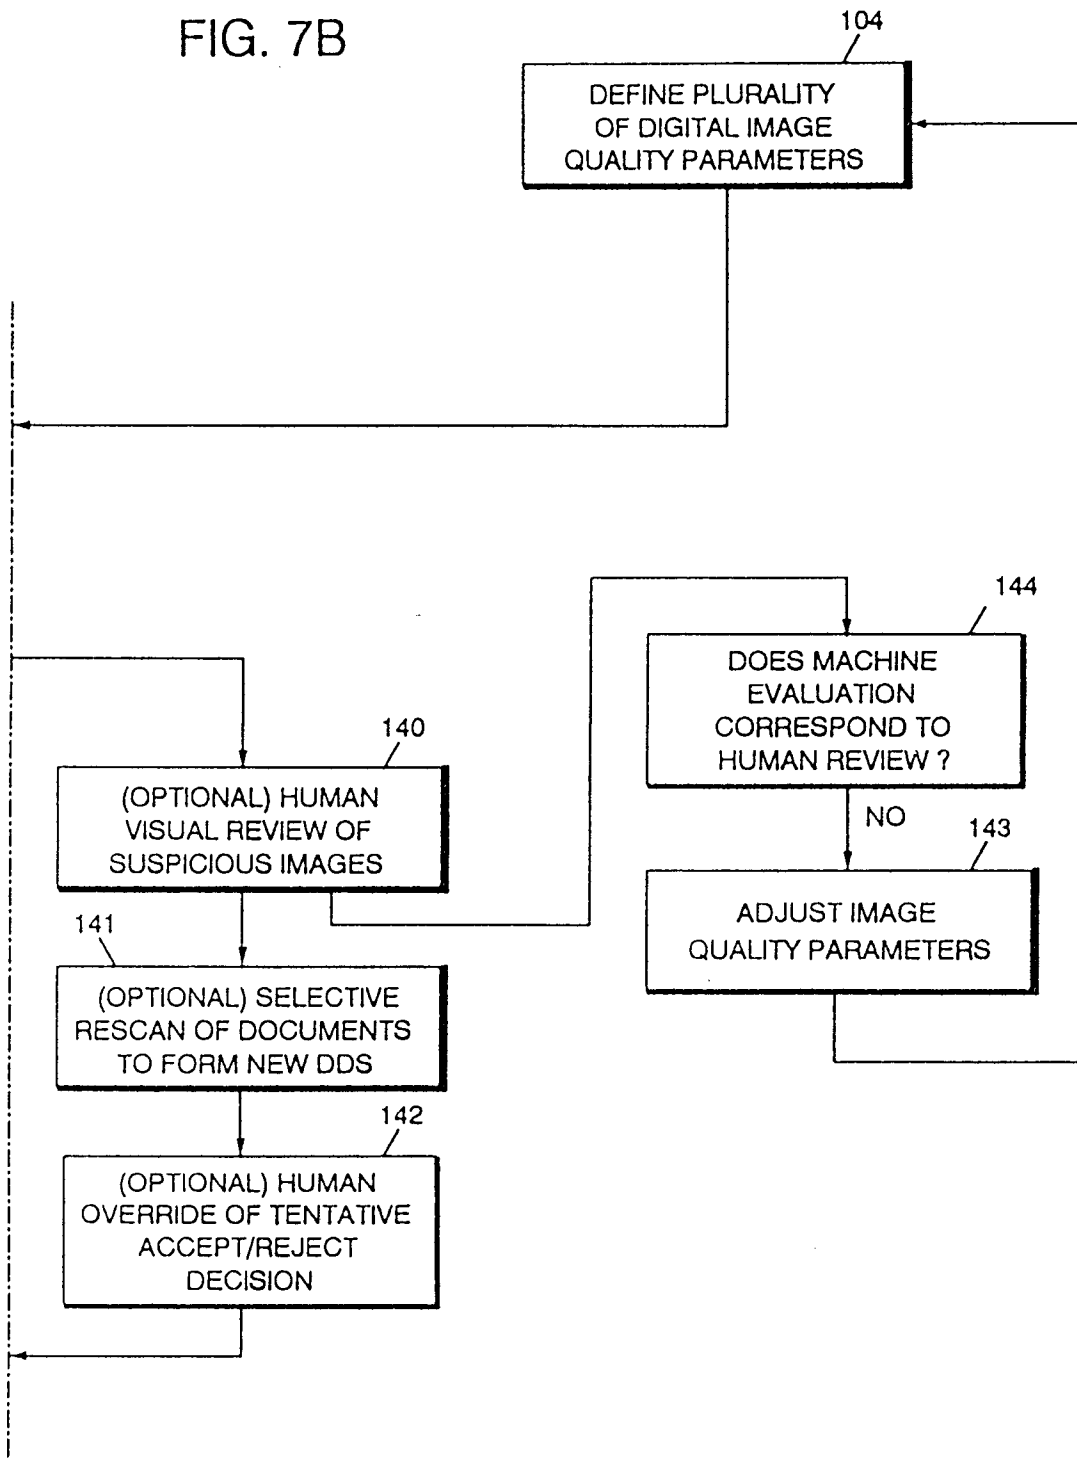 FIG. 7B
104
DEFINE PLURALITY
OF DIGITAL IMAGE
QUALITY PARAMETERS
144
DOES MACHINE
EVALUATION
CORRESPOND TO
HUMAN REVIEW ?
NO
140
(OPTIONAL) HUMAN
VISUAL REVIEW OF
SUSPICIOUS IMAGES
143
ADJUST IMAGE
QUALITY PARAMETERS
141
(OPTIONAL) SELECTIVE
RESCAN OF DOCUMENTS
TO FORM NEW DDS
142
(OPTIONAL) HUMAN
OVERRIDE OF TENTATIVE
ACCEPT/REJECT
DECISION